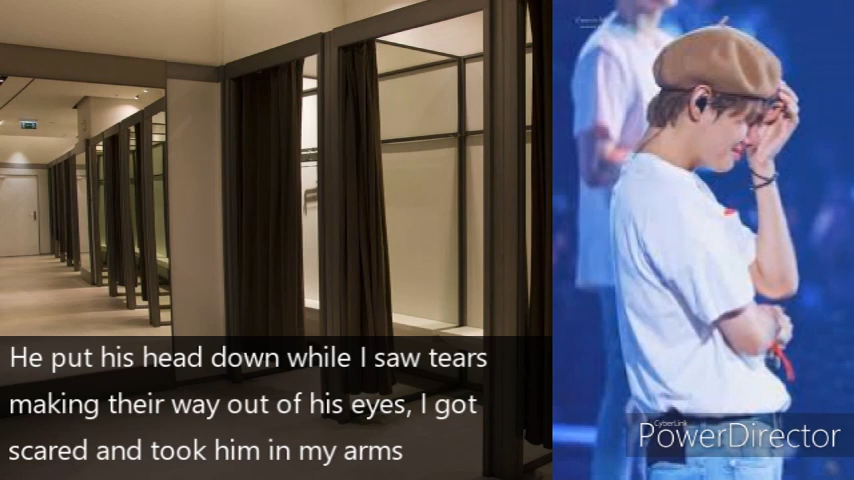 He put his head down while I saw tears
making their way out of his eyes, I got
scared and took him in my arms
CyberLink
PowerDirector